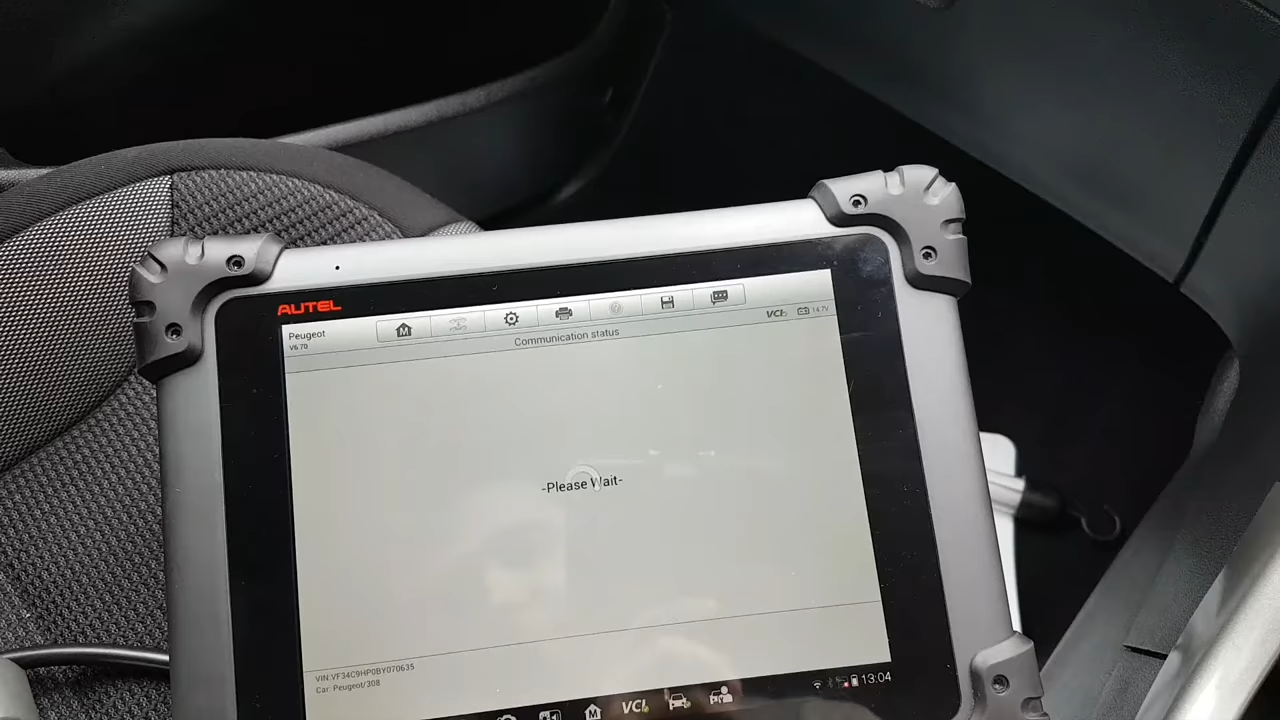 AUTEL
Peugeot
V6.70
M
VCI
14.7V
Communication status
-Please Wait-
VIN:VF34C9HP0BY070635
Car: Peugeot/308
M
VCI
13:04